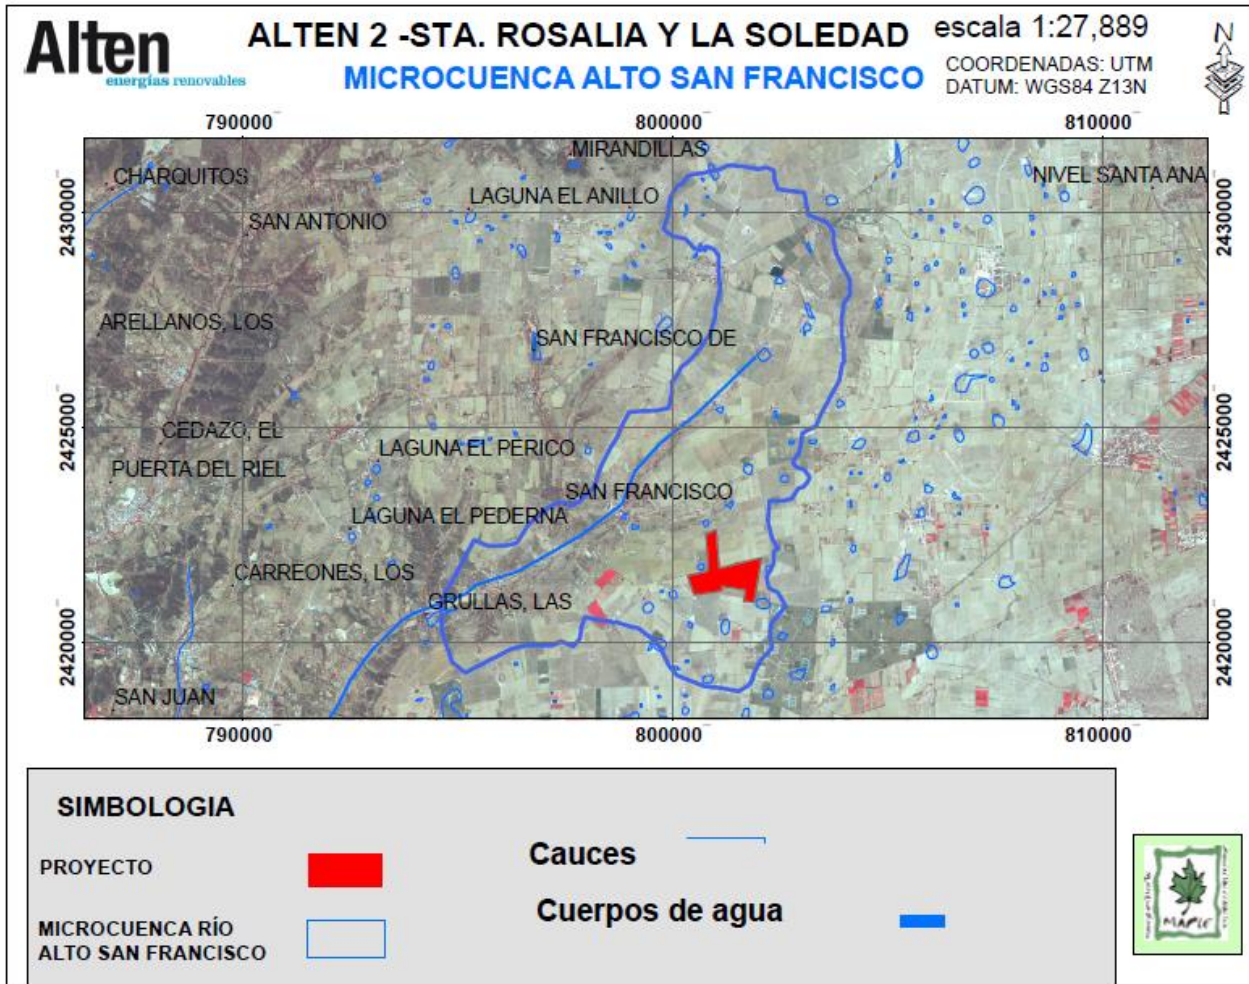 Alten
energías renovables
ALTEN 2 -STA. ROSALIA Y LA SOLEDAD
MICROCUENCA ALTO SAN FRANCISCO
escala 1:27,889
COORDENADAS: UTM
DATUM: WGS84 Z13N
N
790000
800000
810000
MIRANDILLAS
CHARQUITOS
NIVEL SANTA ANA
LAGUNA EL ANILLO
2430000
2430000
SAN ANTONIO
ARELLANOS, LOS
SAN FRANCISCO DE
2425000
2425000
CEDAZO, EL
LAGUNA EL PERICO
PUERTA DEL RIEL
SAN FRANCISCO
LAGUNA EL PEDERNA
CARREONES, LOS
GRULLAS, LAS
2420000
2420000
SAN JUAN
790000
800000
810000
SIMBOLOGIA
PROYECTO
MICROCUENCA RÍO
ALTO SAN FRANCISCO
Cauces
Cuerpos de agua
MAPLE